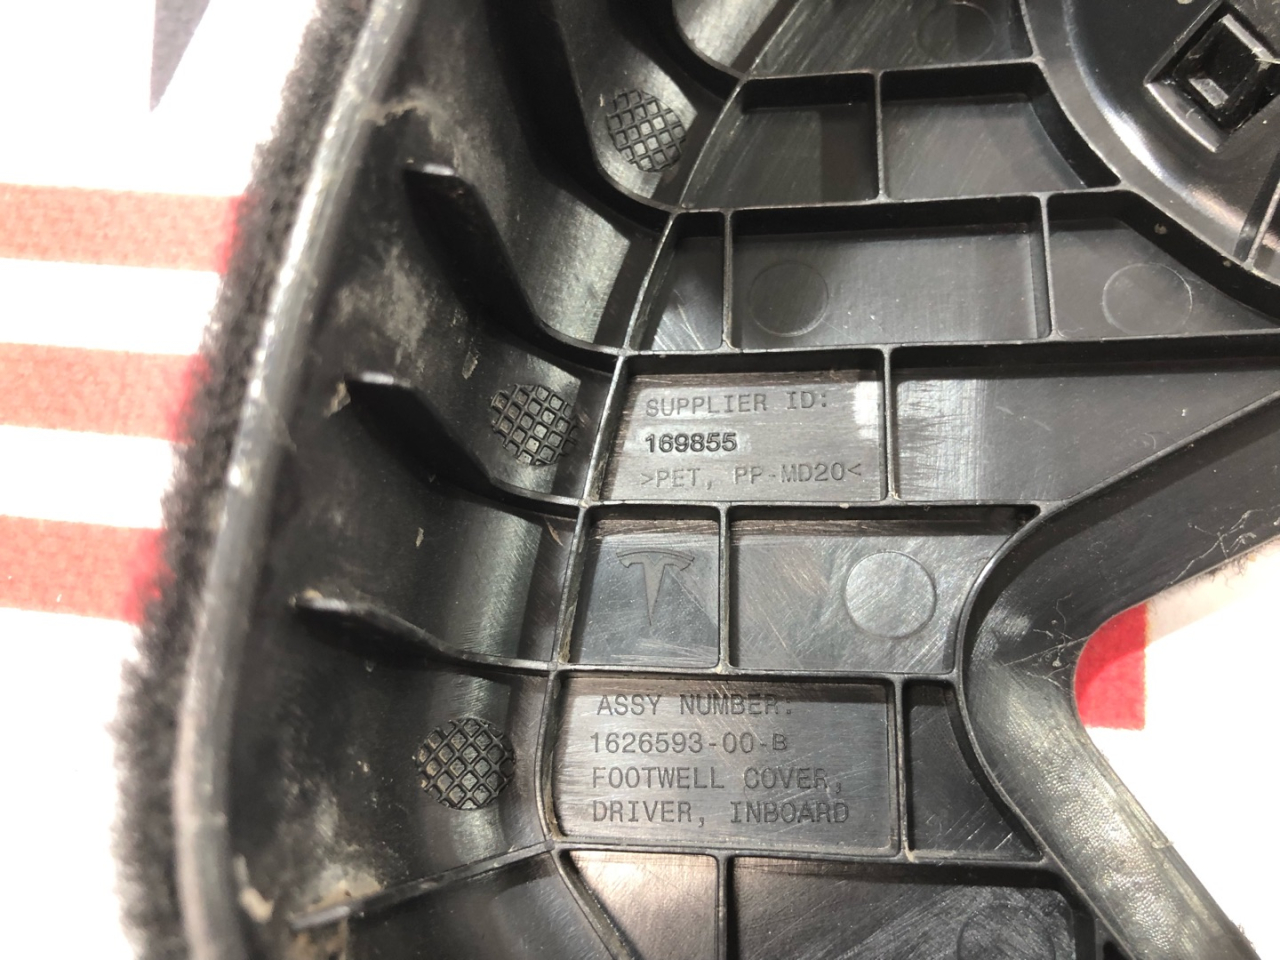 SUPPLIER ID:
169855
>PET, PP-MD20<
ASSY NUMBER:
1626593-00-B
FOOTWELL COVER,
DRIVER, INBOARD